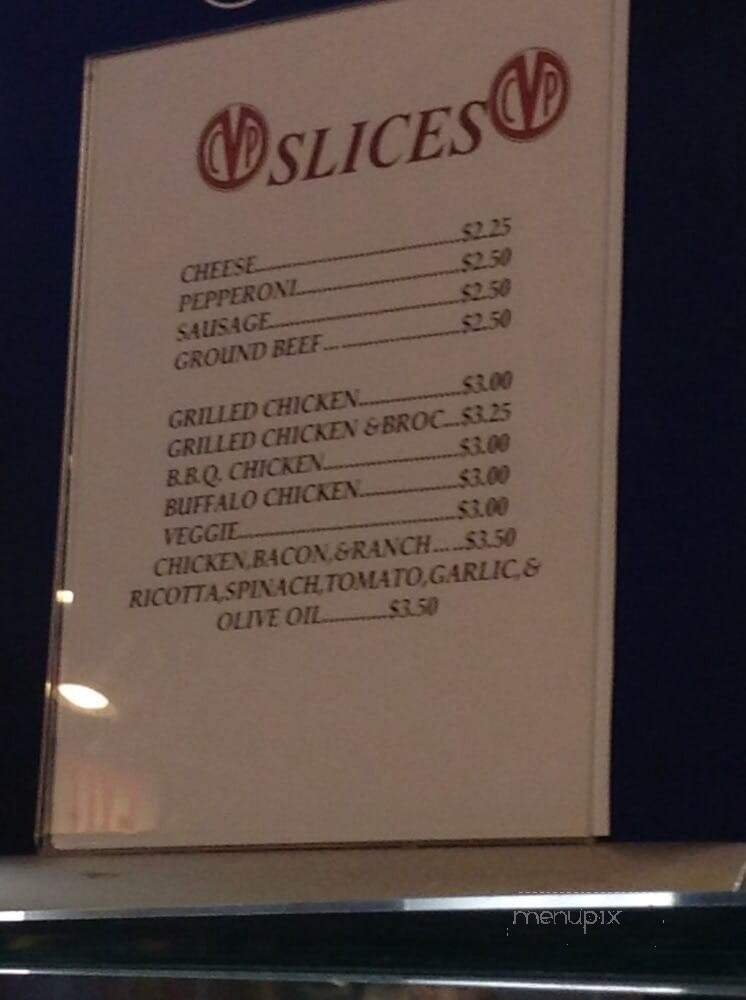 CVP SLICES CVP
CHEESE....................$2.25
PEPPERONI....................$2.50
SAUSAGE....................$2.50
GROUND BEEF....................$2.50
GRILLED CHICKEN....................$3.00
GRILLED CHICKEN &BROC...$3.25
B.B.Q. CHICKEN....................$3.00
BUFFALO CHICKEN....................$3.00
VEGGIE....................$3.00
CHICKEN,BACON,&RANCH.....$3.50
RICOTTA,SPINACH,TOMATO,GARLIC,&
OLIVE OIL............$3.50
menupix